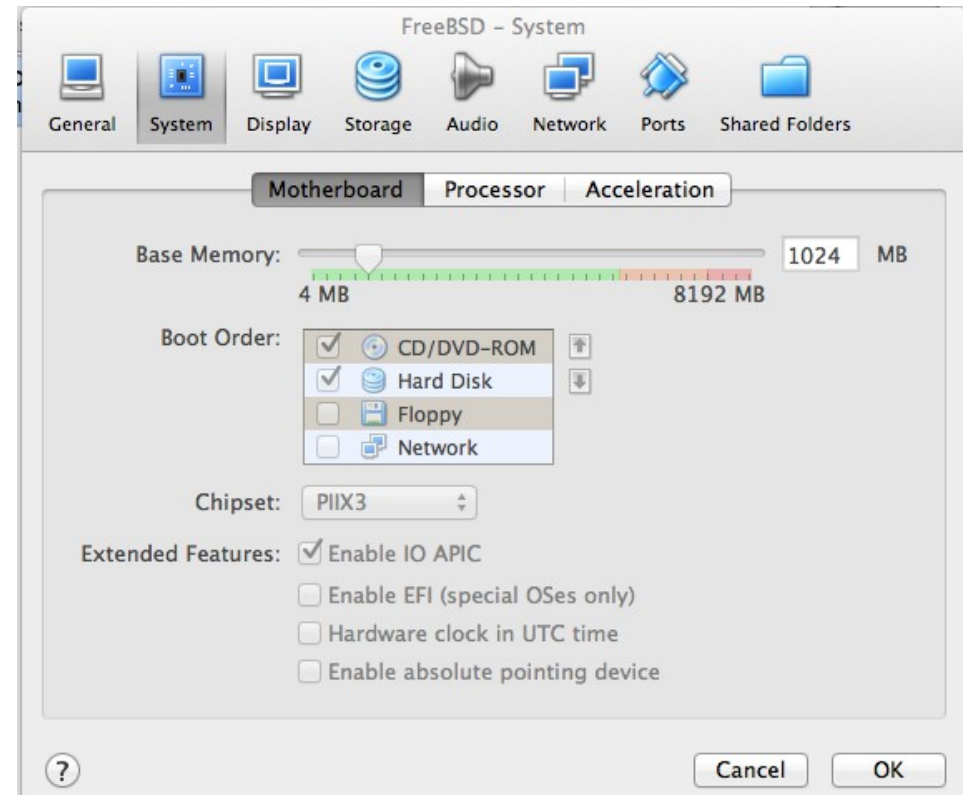 FreeBSD – System
General System Display Storage Audio Network Ports Shared Folders
Motherboard Processor Acceleration
Base Memory: 1024 MB
4 MB 8192 MB
Boot Order: CD/DVD-ROM
Hard Disk
Floppy
Network
Chipset: PIIX3
Extended Features: Enable IO APIC
Enable EFI (special OSes only)
Hardware clock in UTC time
Enable absolute pointing device
? Cancel OK